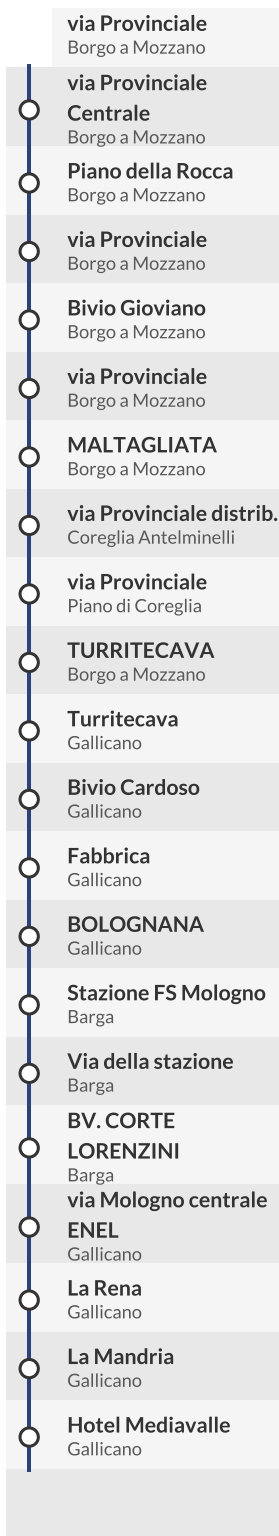 via Provinciale
Borgo a Mozzano
via Provinciale
Centrale
Borgo a Mozzano
Piano della Rocca
Borgo a Mozzano
via Provinciale
Borgo a Mozzano
Bivio Gioviano
Borgo a Mozzano
via Provinciale
Borgo a Mozzano
MALTAGLIATA
Borgo a Mozzano
via Provinciale distrib.
Coreglia Antelminelli
via Provinciale
Piano di Coreglia
TURRITECAVA
Borgo a Mozzano
Turritecava
Gallicano
Bivio Cardoso
Gallicano
Fabbrica
Gallicano
BOLOGNANA
Gallicano
Stazione FS Mologno
Barga
Via della stazione
Barga
BV. CORTE
LORENZINI
Barga
via Mologno centrale
ENEL
Gallicano
La Rena
Gallicano
La Mandria
Gallicano
Hotel Mediavalle
Gallicano